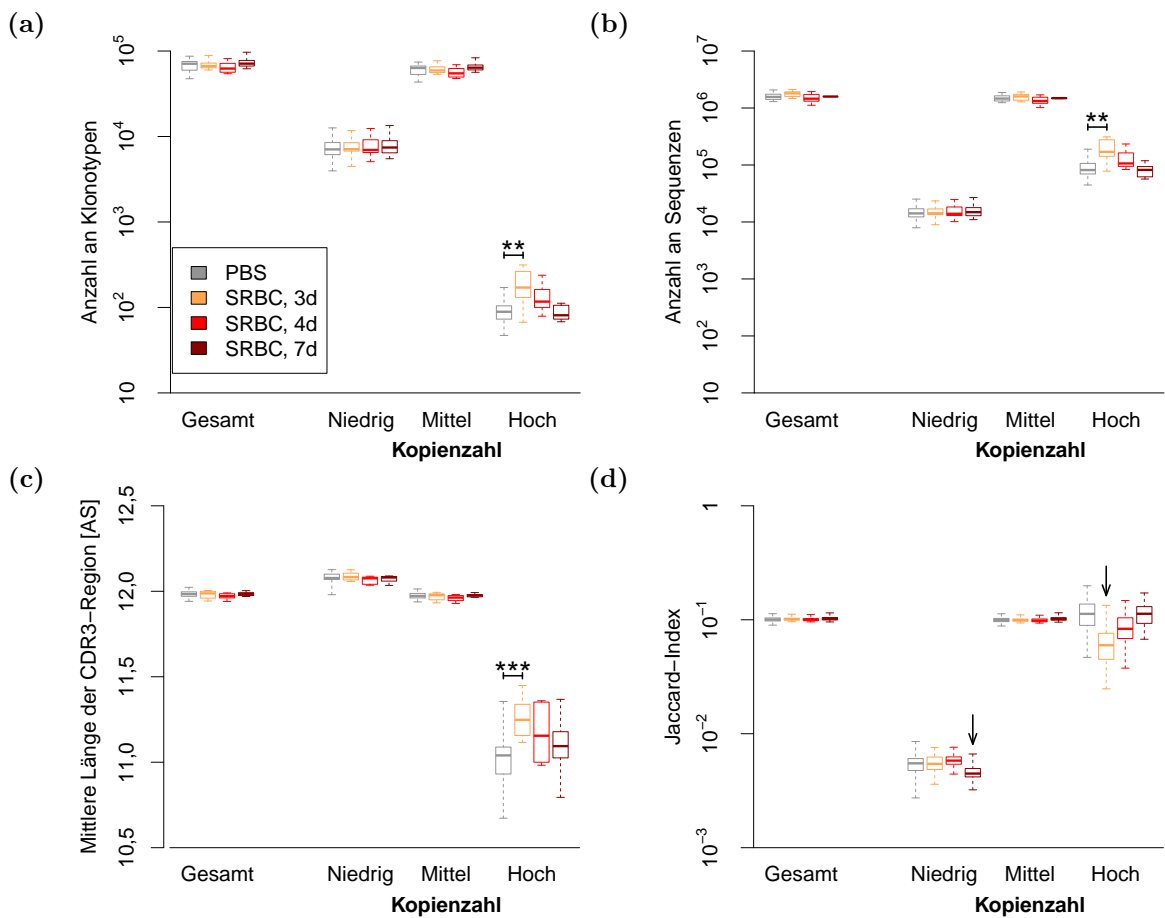 (a)
Anzahl an Klonotypen
10^5
10^4
10^3
10^2
10
**
PBS
SRBC, 3d
SRBC, 4d
SRBC, 7d
Gesamt Niedrig Mittel Hoch
Kopienzahl
(b)
Anzahl an Sequenzen
10^7
10^6
10^5
10^4
10^3
10^2
10
**
Gesamt Niedrig Mittel Hoch
Kopienzahl
(c)
Mittlere Länge der CDR3−Region [AS]
12,5
12,0
11,5
11,0
10,5
***
Gesamt Niedrig Mittel Hoch
Kopienzahl
(d)
Jaccard−Index
1
10^−1
10^−2
10^−3
Gesamt Niedrig Mittel Hoch
Kopienzahl